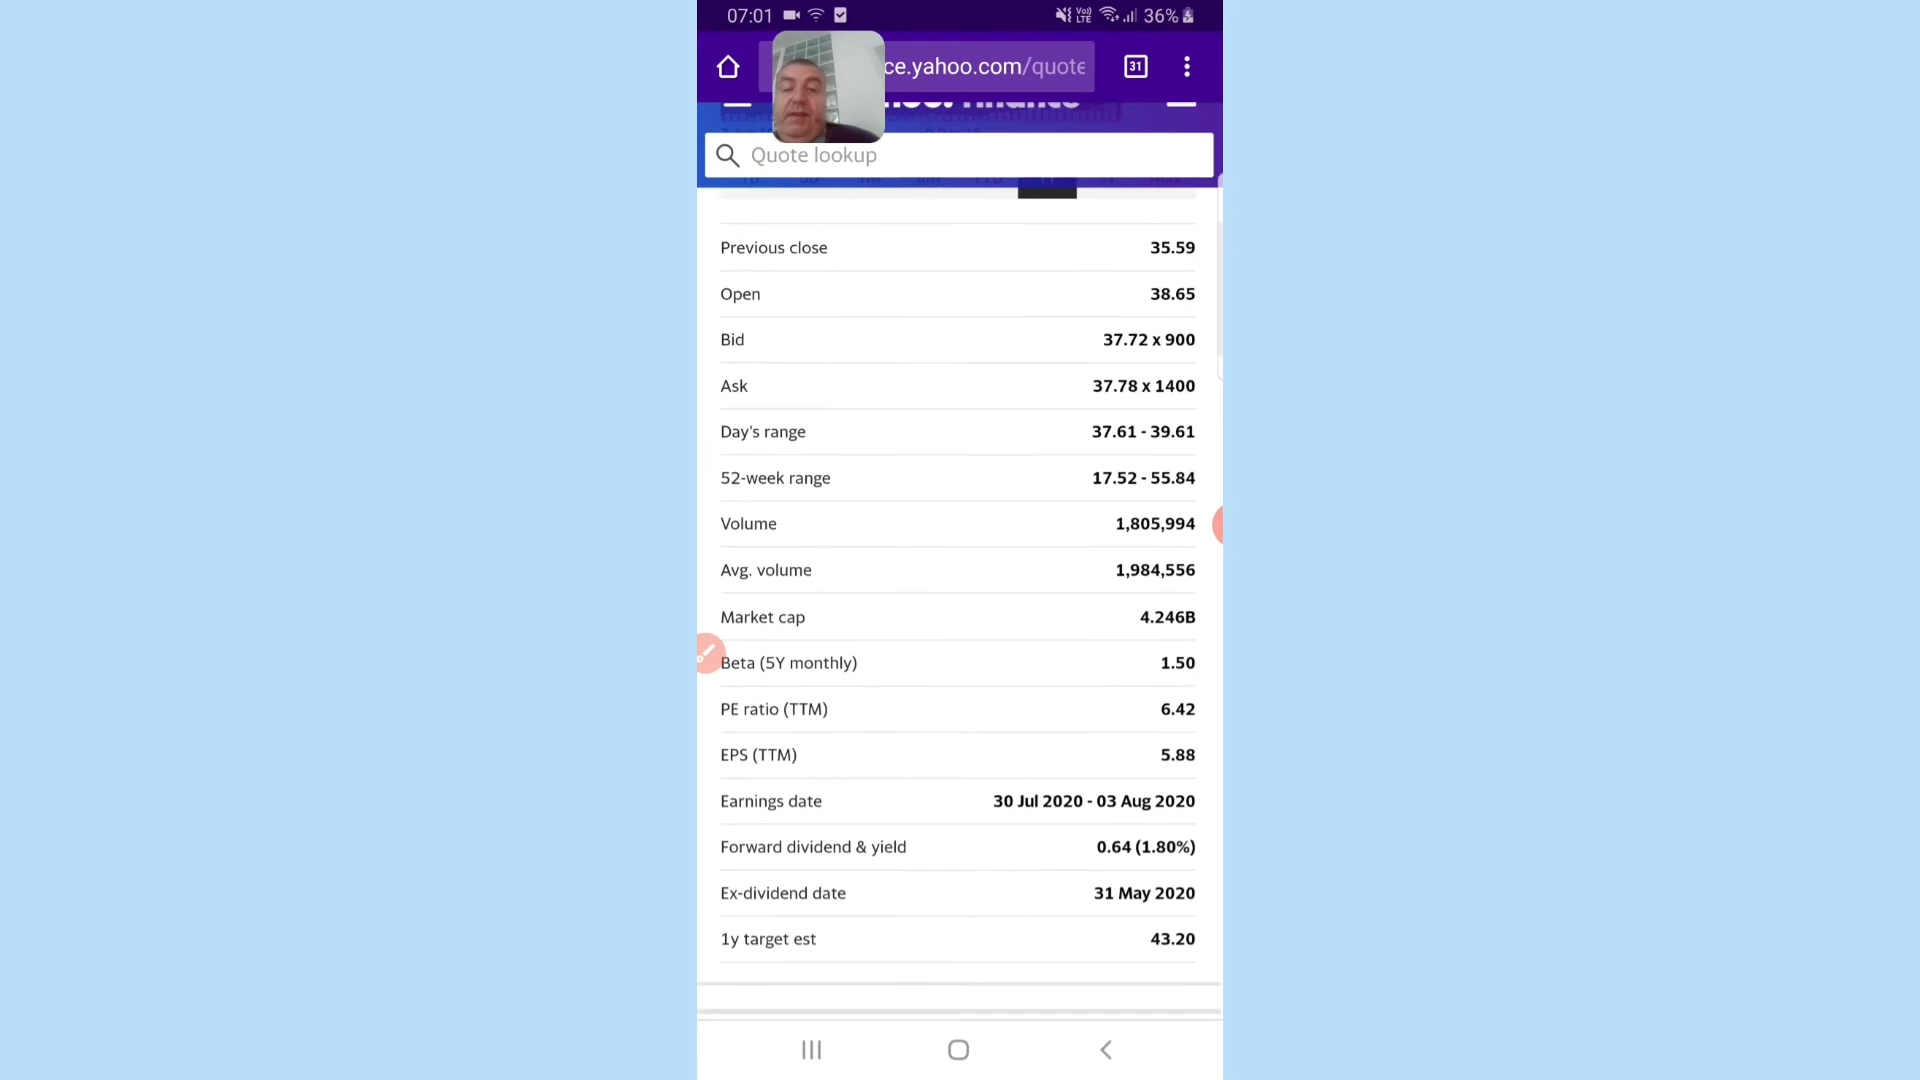 07:01
Vo)) LTE
36%
ce.yahoo.com/quote
31
Quote lookup
Previous close 35.59
Open 38.65
Bid 37.72 x 900
Ask 37.78 x 1400
Day's range 37.61 - 39.61
52-week range 17.52 - 55.84
Volume 1,805,994
Avg. volume 1,984,556
Market cap 4.246B
Beta (5Y monthly) 1.50
PE ratio (TTM) 6.42
EPS (TTM) 5.88
Earnings date 30 Jul 2020 - 03 Aug 2020
Forward dividend & yield 0.64 (1.80%)
Ex-dividend date 31 May 2020
1y target est 43.20